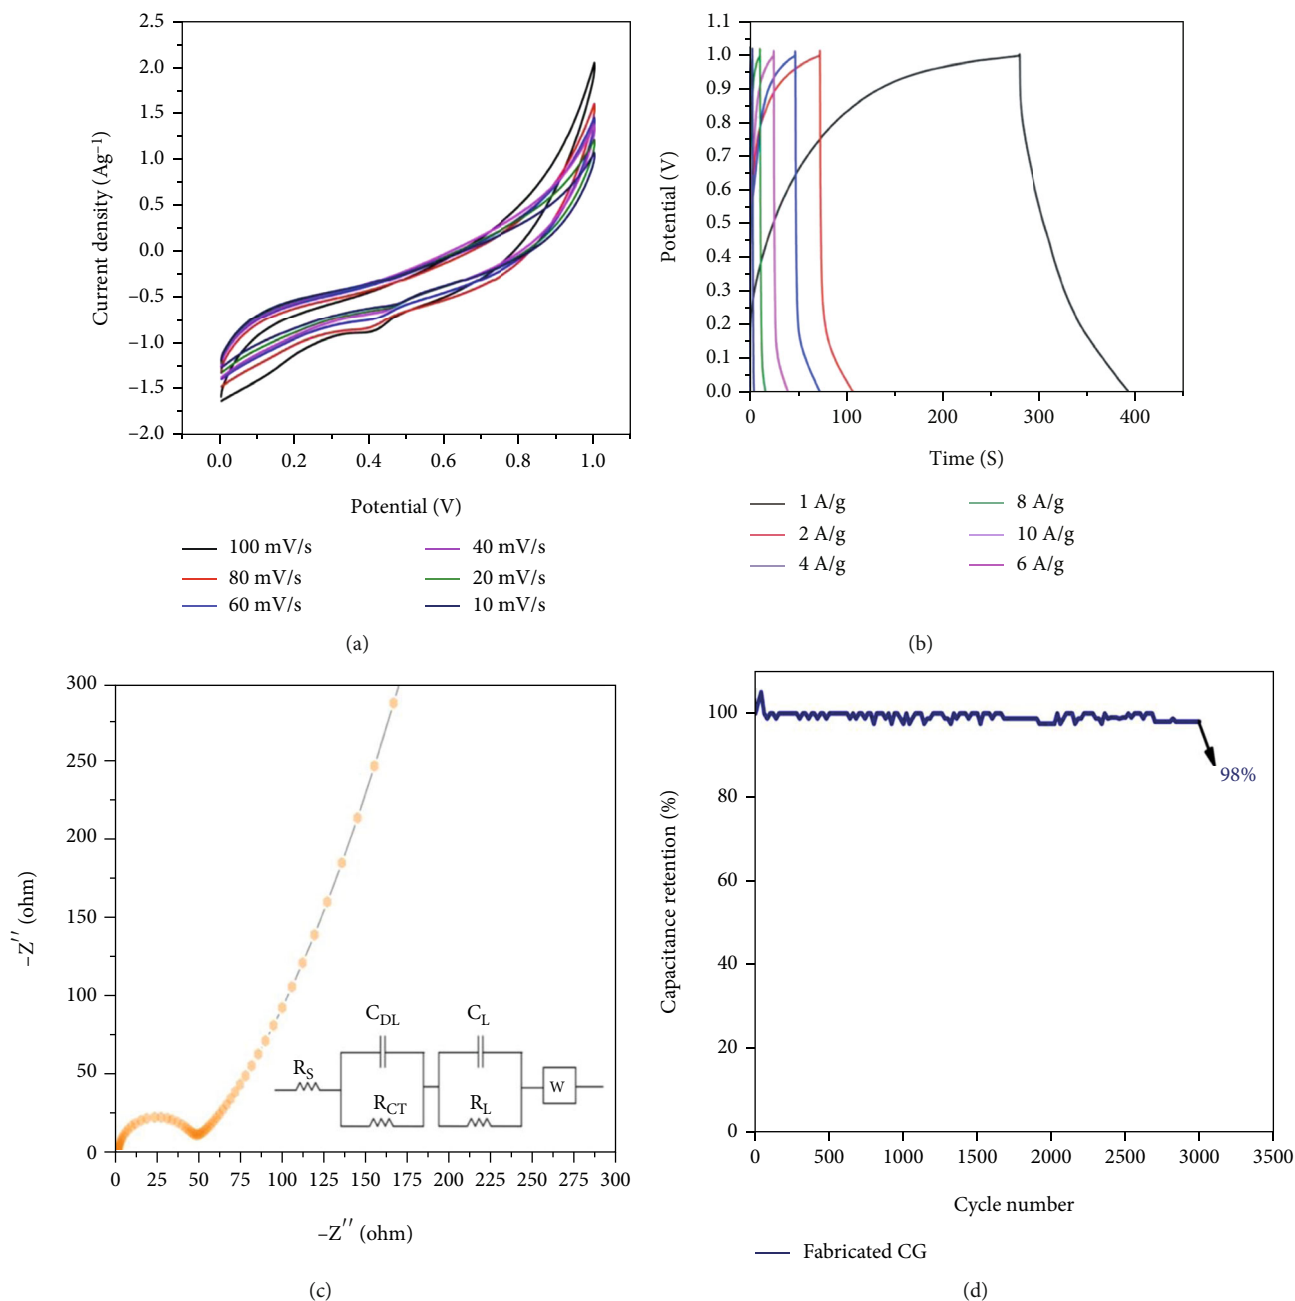 2.5
2.0
1.5
1.0
0.5
0.0
–0.5
–1.0
–1.5
–2.0
Current density (Ag⁻¹)
0.0 0.2 0.4 0.6 0.8 1.0
Potential (V)
100 mV/s 40 mV/s
80 mV/s 20 mV/s
60 mV/s 10 mV/s
(a)
1.1
1.0
0.9
0.8
0.7
0.6
0.5
0.4
0.3
0.2
0.1
0.0
Potential (V)
0 100 200 300 400
Time (S)
1 A/g 8 A/g
2 A/g 10 A/g
4 A/g 6 A/g
(b)
300
250
200
150
100
50
0
–Z′′ (ohm)
C_DL C_L
R_S
R_CT R_L
W
0 25 50 75 100 125 150 175 200 225 250 275 300
–Z′′ (ohm)
(c)
100
80
60
40
20
0
Capacitance retention (%)
98%
0 500 1000 1500 2000 2500 3000 3500
Cycle number
Fabricated CG
(d)